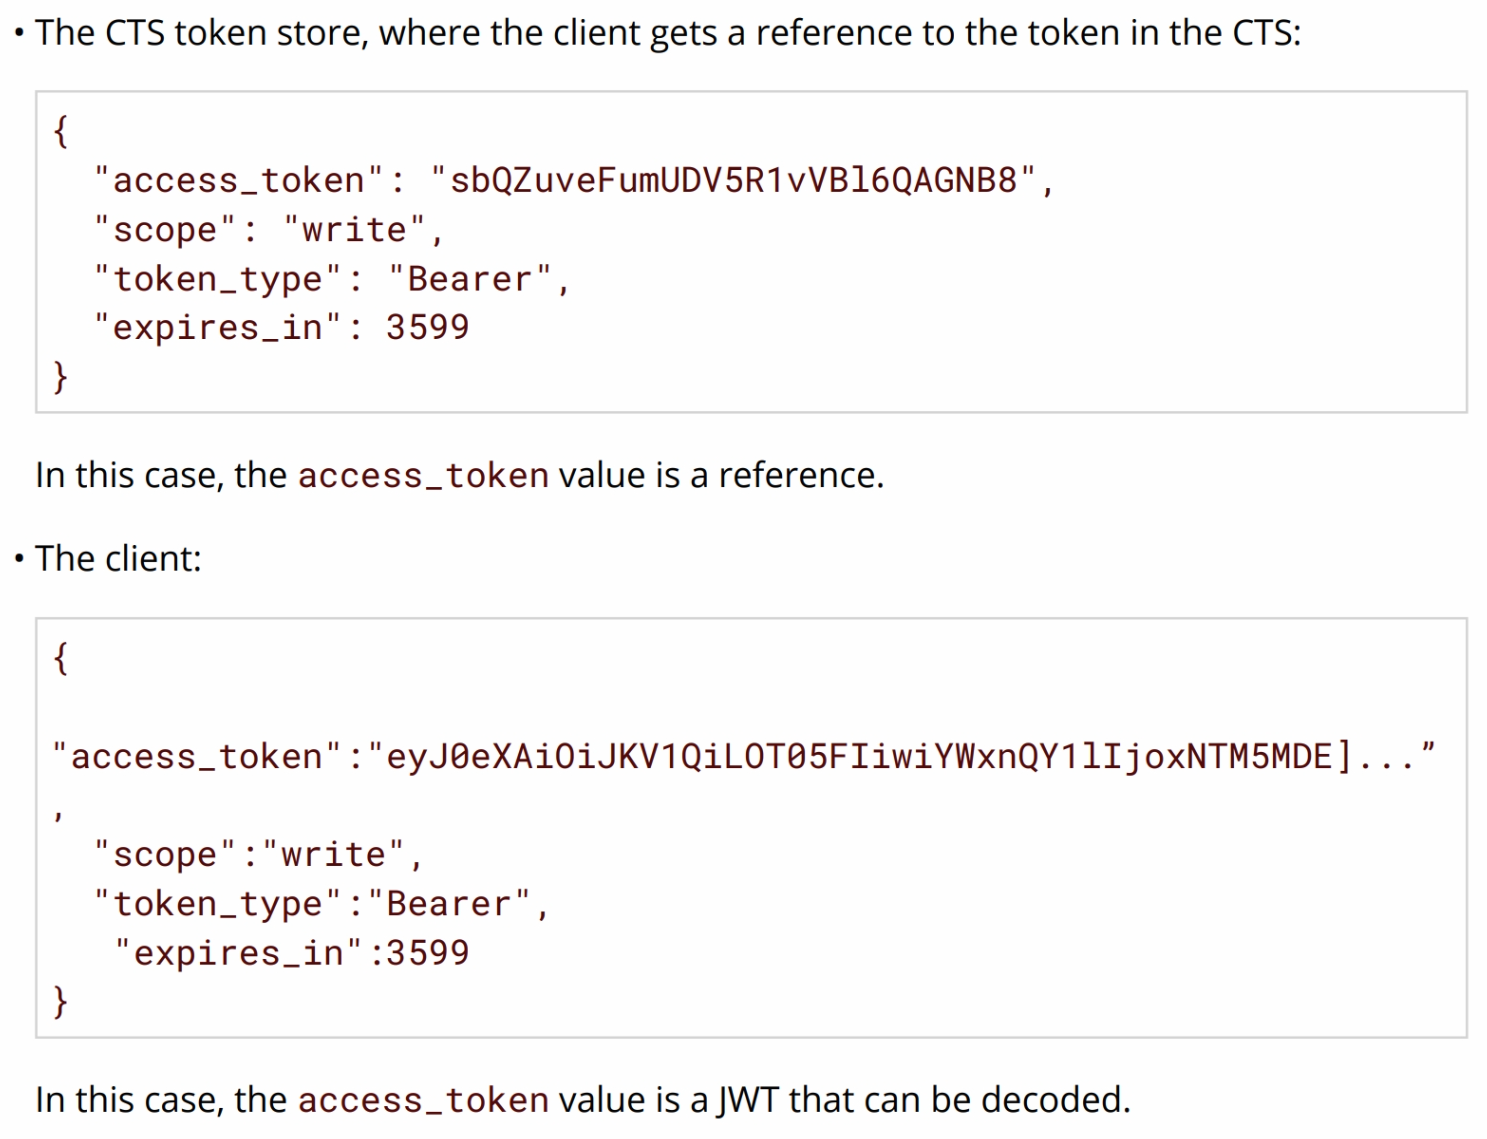 • The CTS token store, where the client gets a reference to the token in the CTS:
{
"access_token": "sbQZuveFumUDV5R1vVBl6QAGNB8",
"scope": "write",
"token_type": "Bearer",
"expires_in": 3599
}
In this case, the access_token value is a reference.
• The client:
{
"access_token":"eyJ0eXAiOiJKV1QiLOT05FIiwiYWxnQY1lIjoxNTM5MDE]...”
,
"scope":"write",
"token_type":"Bearer",
"expires_in":3599
}
In this case, the access_token value is a JWT that can be decoded.